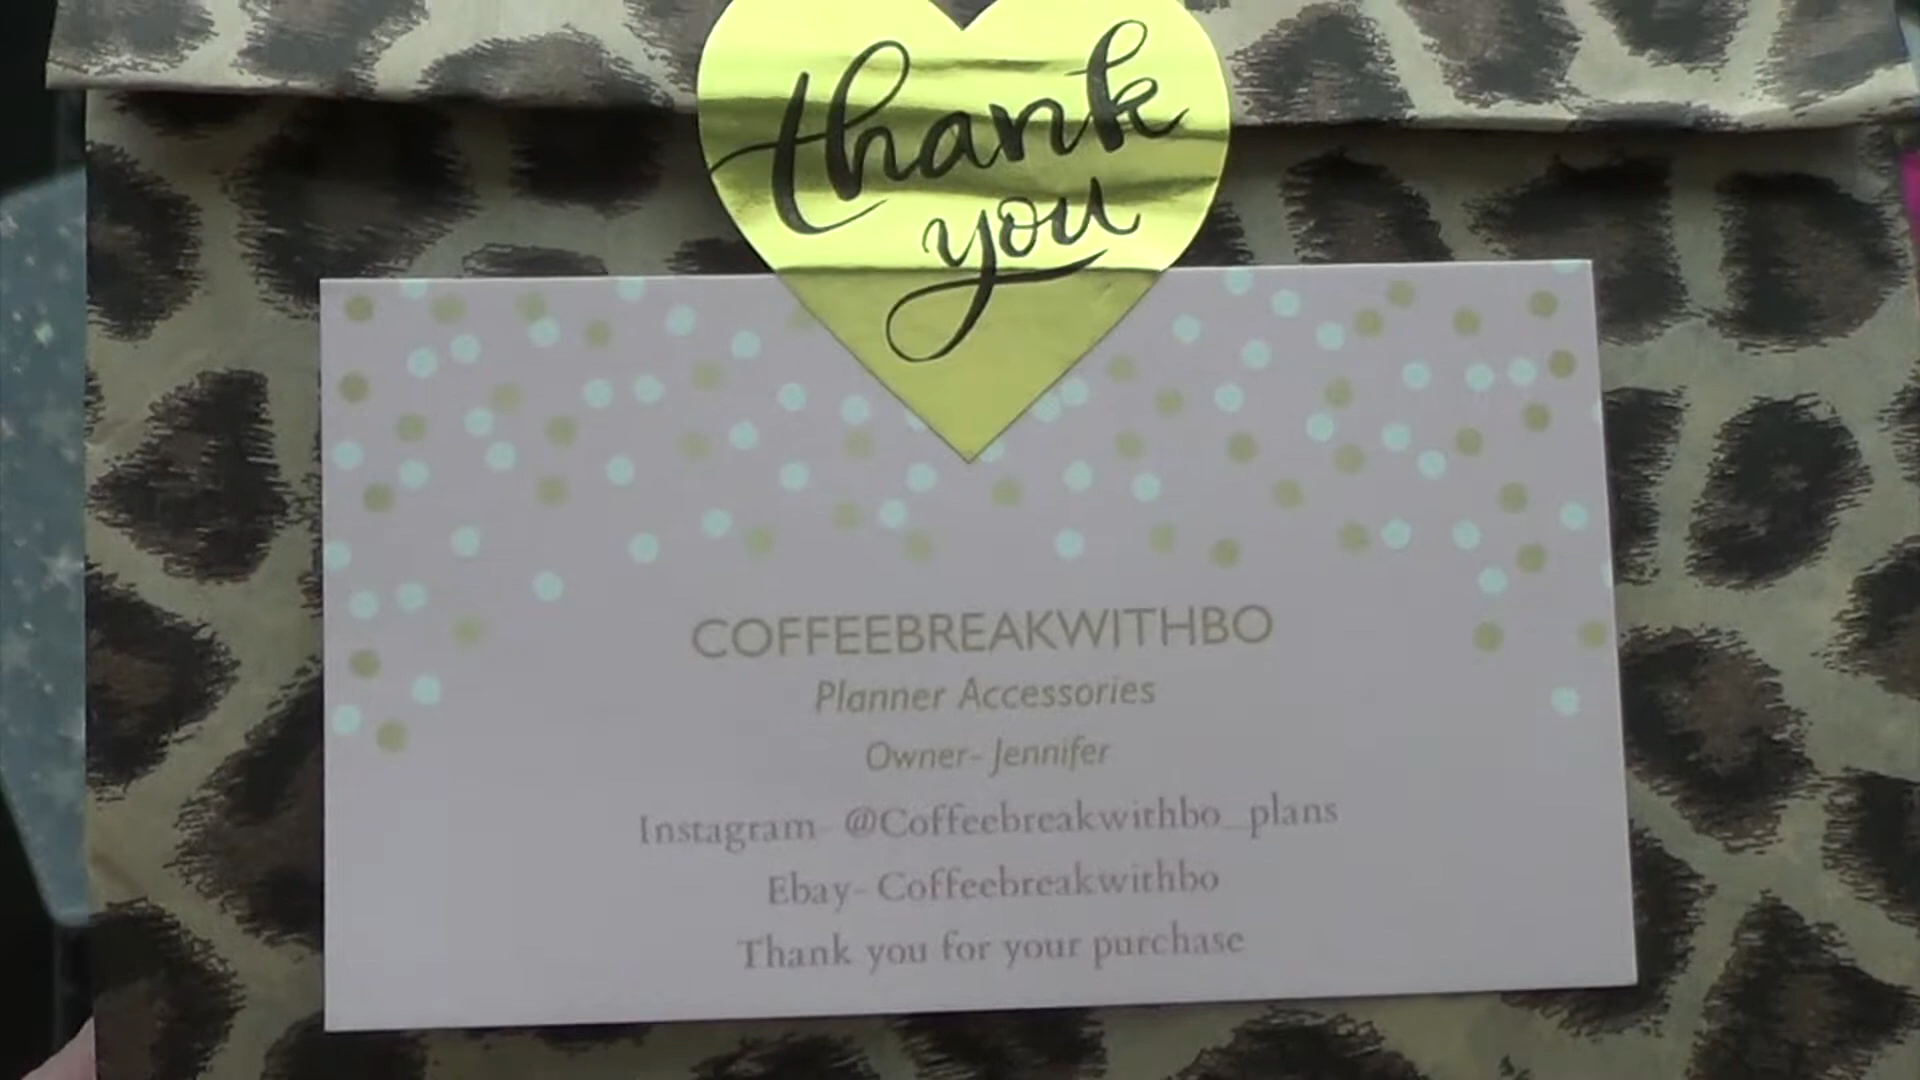 thank
you
COFFEEBREAKWITHBO
Planner Accessories
Owner- Jennifer
Instagram- @Coffeebreakwithbo_plans
Ebay- Coffeebreakwithbo
Thank you for your purchase